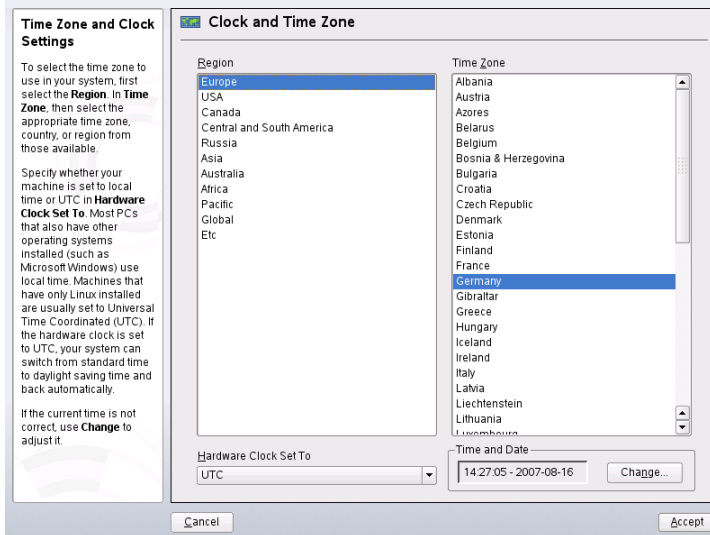 Time Zone and Clock
Settings
To select the time zone to
use in your system, first
select the Region. In Time
Zone, then select the
appropriate time zone,
country, or region from
those available.
Specify whether your
machine is set to local
time or UTC in Hardware
Clock Set To. Most PCs
that also have other
operating systems
installed (such as
Microsoft Windows) use
local time. Machines that
have only Linux installed
are usually set to Universal
Time Coordinated (UTC). If
the hardware clock is set
to UTC, your system can
switch from standard time
to daylight saving time and
back automatically.
If the current time is not
correct, use Change to
adjust it.
Clock and Time Zone
Region
Europe
USA
Canada
Central and South America
Russia
Asia
Australia
Africa
Pacific
Global
Etc
Time Zone
Albania
Austria
Azores
Belarus
Belgium
Bosnia & Herzegovina
Bulgaria
Croatia
Czech Republic
Denmark
Estonia
Finland
France
Germany
Gibraltar
Greece
Hungary
Iceland
Ireland
Italy
Latvia
Liechtenstein
Lithuania
Luxembourg
Hardware Clock Set To
UTC
Time and Date
14:27:05 - 2007-08-16
Change...
Cancel
Accept